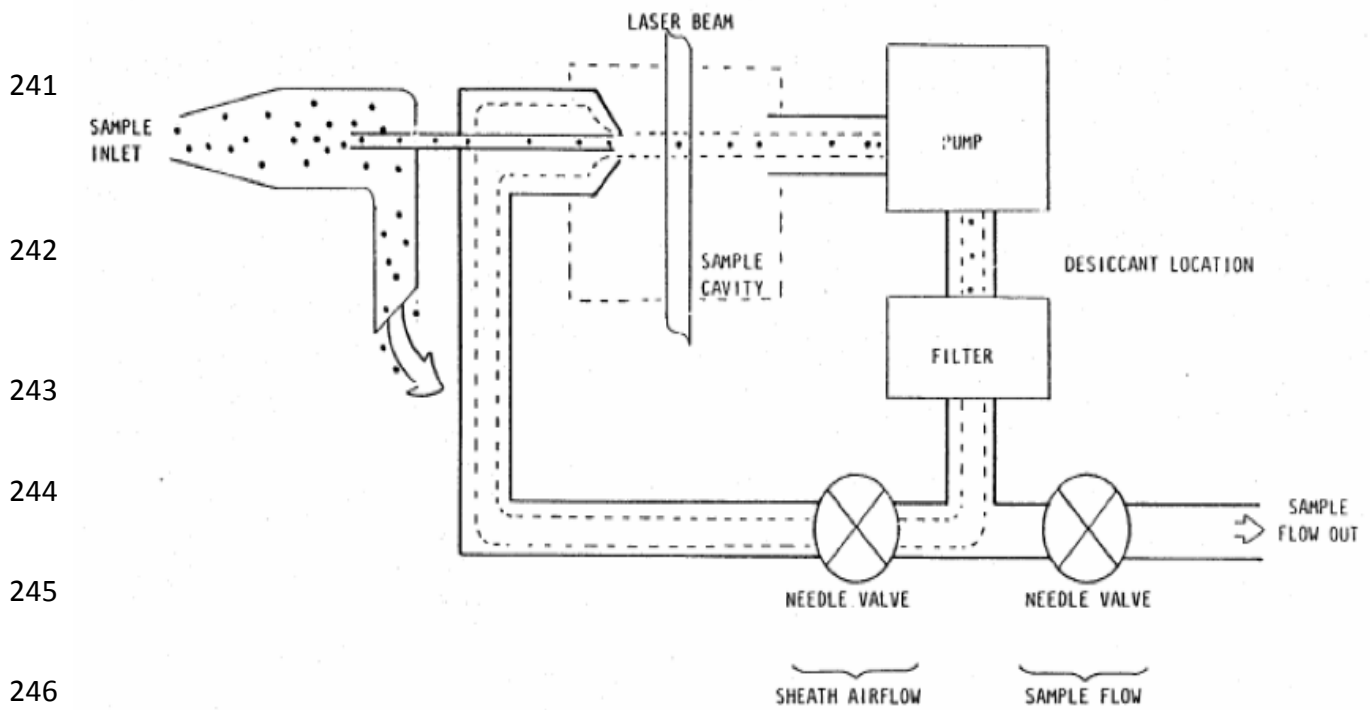 LASER BEAM
241
SAMPLE
INLET
PUMP
242
SAMPLE
CAVITY
DESICCANT LOCATION
FILTER
243
244
SAMPLE
FLOW OUT
245
NEEDLE VALVE
NEEDLE VALVE
246
SHEATH AIRFLOW
SAMPLE FLOW